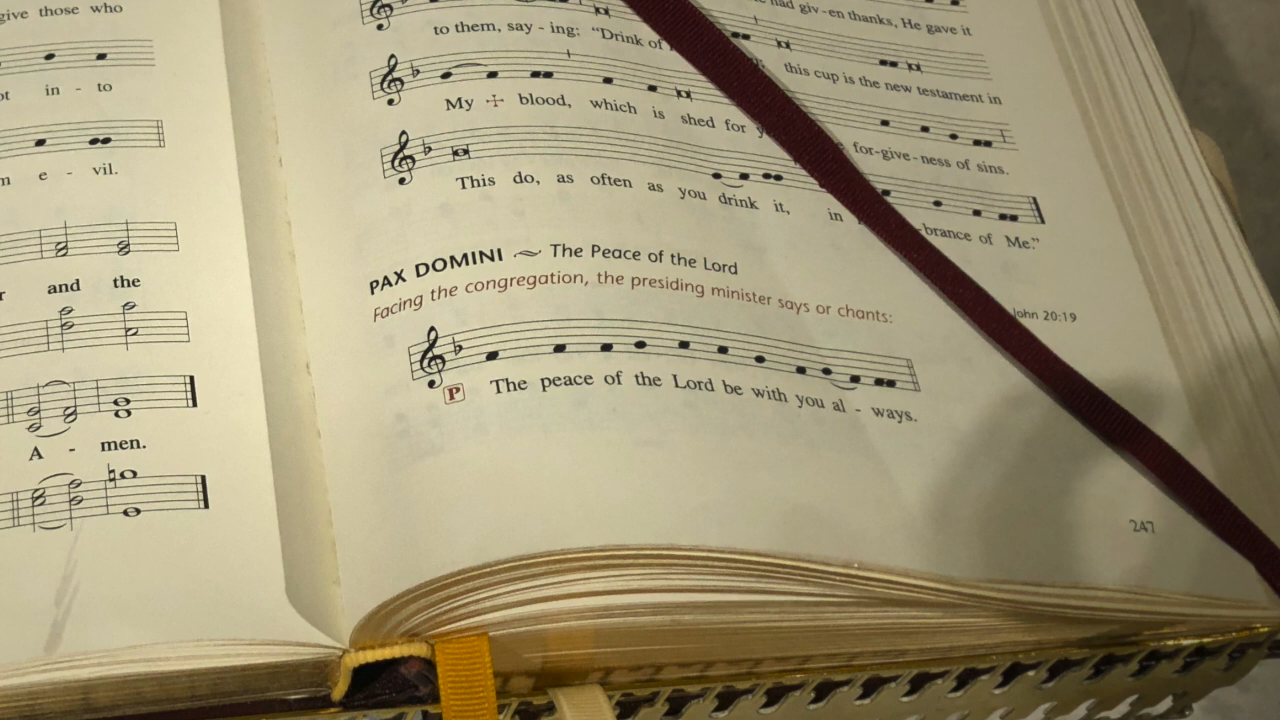 give those who
in - to
e - vil.
and the
A - men.
had giv-en thanks, He gave it
to them, say - ing: “Drink of
this cup is the new testament in
My ☩ blood, which is shed for
for-give-ness of sins.
This do, as often as you drink it, in
-brance of Me.”
PAX DOMINI ~ The Peace of the Lord
Facing the congregation, the presiding minister says or chants:
John 20:19
P The peace of the Lord be with you al - ways.
247